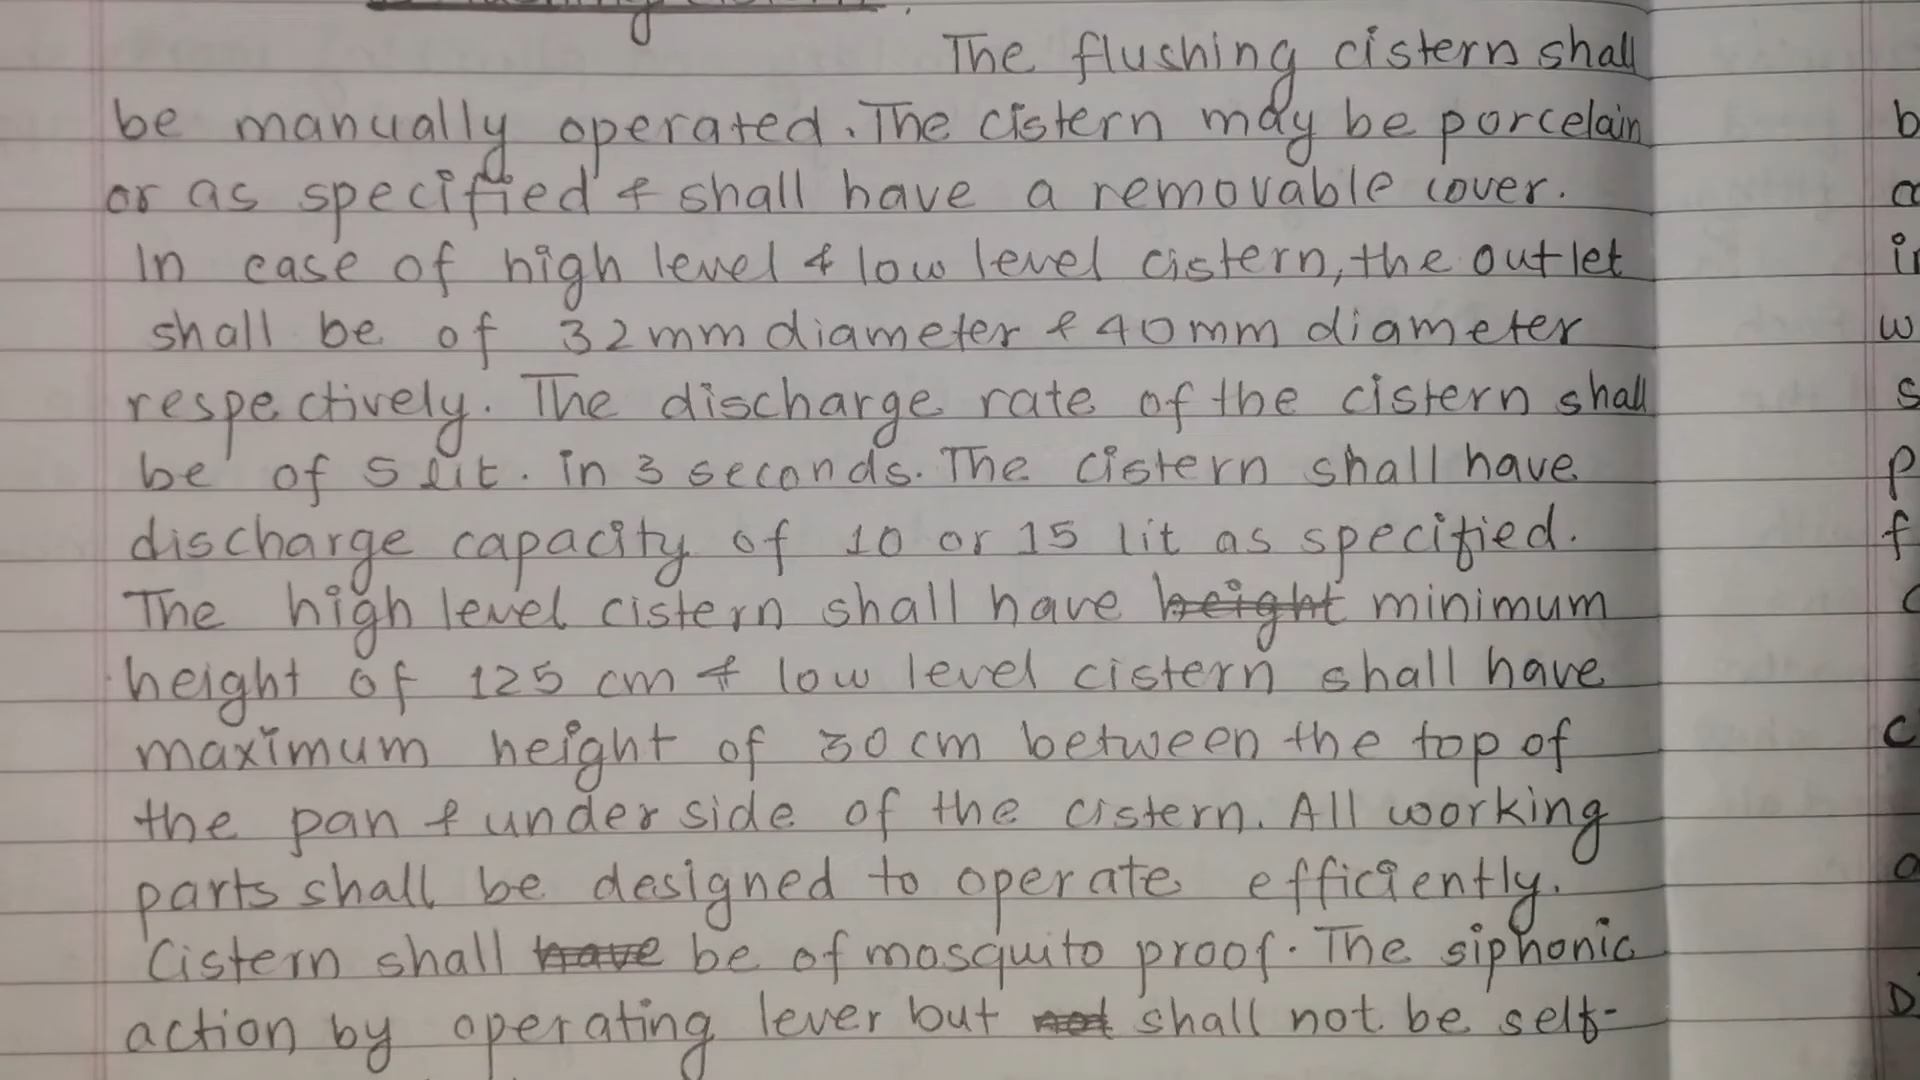 The flushing cistern shall
be manually operated. The cistern may be porcelain
or as specified & shall have a removable cover.
In case of high level & low level cistern, the outlet
shall be of 32mm diameter & 40mm diameter
respectively. The discharge rate of the cistern shall
be of 5 lit. in 3 seconds. The cistern shall have
discharge capacity of 10 or 15 lit as specified.
The high level cistern shall have height minimum
height of 125 cm & low level cistern shall have
maximum height of 30 cm between the top of
the pan & under side of the cistern. All working
parts shall be designed to operate efficiently.
Cistern shall have be of mosquito proof. The siphonic
action by operating lever but not shall not be self-